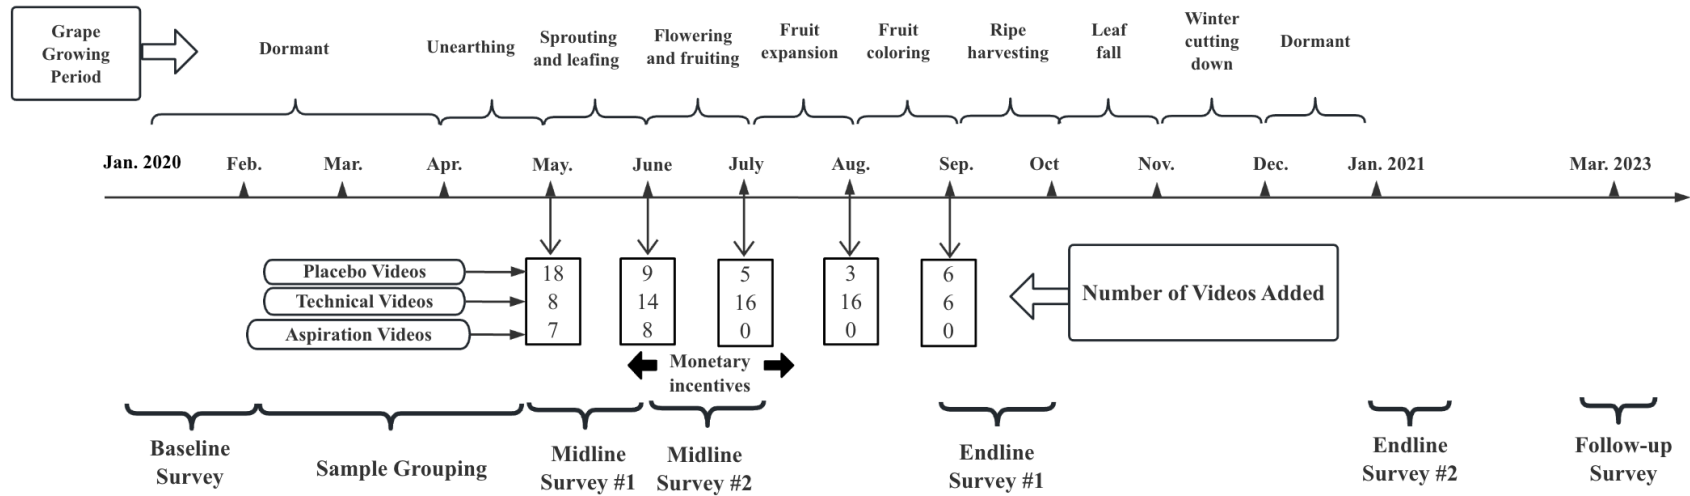 Grape
Growing
Period
Dormant
Unearthing
Sprouting
and leafing
Flowering
and fruiting
Fruit
expansion
Fruit
coloring
Ripe
harvesting
Leaf
fall
Winter
cutting
down
Dormant
Jan. 2020 Feb. Mar. Apr. May. June July Aug. Sep. Oct Nov. Dec. Jan. 2021 Mar. 2023
Placebo Videos 18 9 5 3 6
Technical Videos 8 14 16 16 6
Aspiration Videos 7 8 0 0 0
Number of Videos Added
Monetary
incentives
Baseline
Survey
Sample Grouping
Midline
Survey #1
Midline
Survey #2
Endline
Survey #1
Endline
Survey #2
Follow-up
Survey